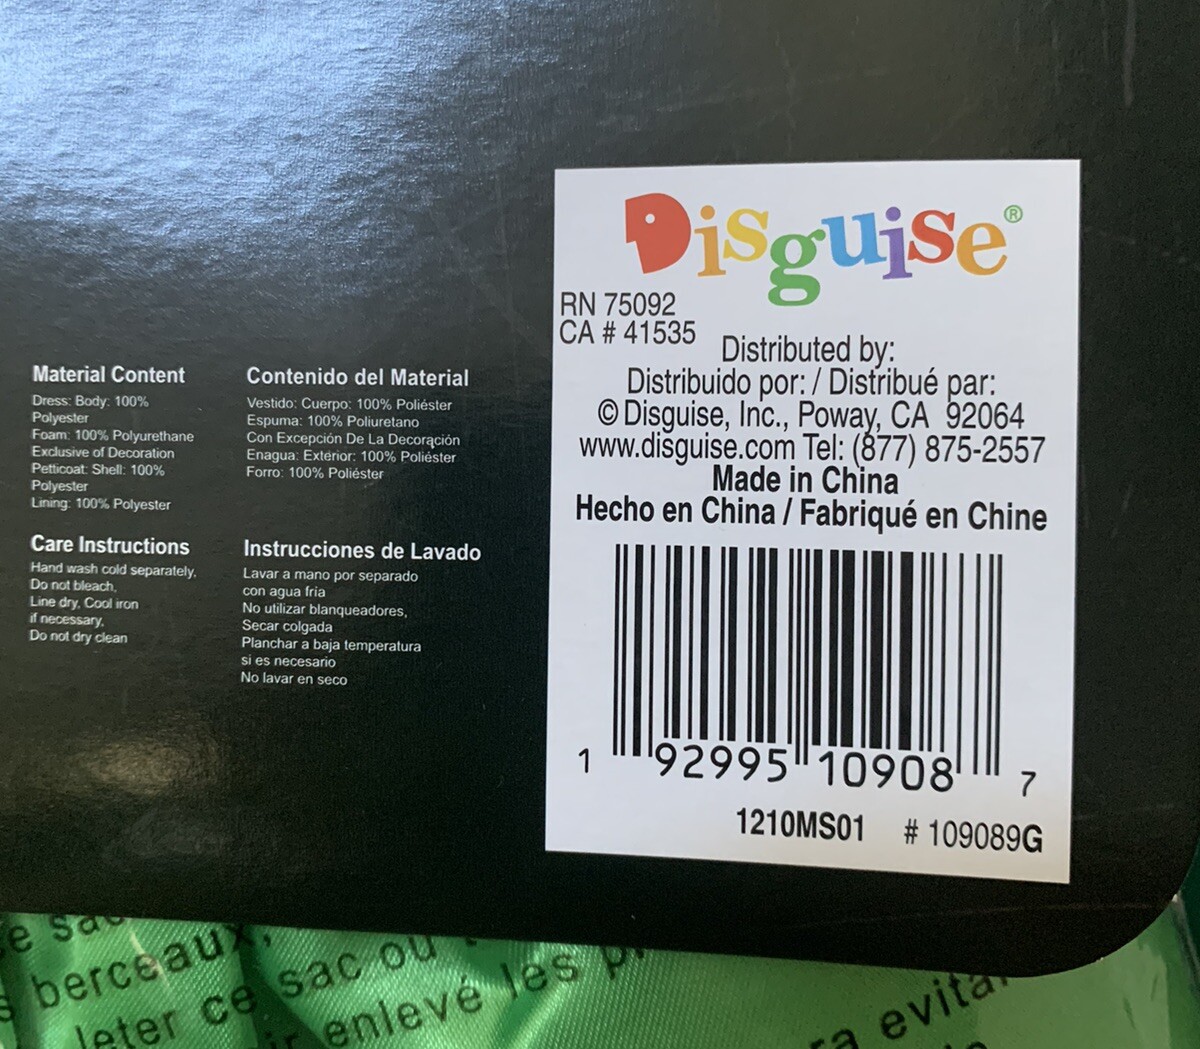 Material Content
Dress: Body: 100%
Polyester
Foam: 100% Polyurethane
Exclusive of Decoration
Petticoat: Shell: 100%
Polyester
Lining: 100% Polyester
Care Instructions
Hand wash cold separately,
Do not bleach,
Line dry, Cool iron
if necessary,
Do not dry clean
Contenido del Material
Vestido: Cuerpo: 100% Poliéster
Espuma: 100% Poliuretano
Con Excepción De La Decoración
Enagua: Exterior: 100% Poliéster
Forro: 100% Poliéster
Instrucciones de Lavado
Lavar a mano por separado
con agua fria
No utilizar blanqueadores,
Secar colgada
Planchar a baja temperatura
si es necesario
No lavar en seco
Disguise®
RN 75092
CA # 41535
Distributed by:
Distribuido por: / Distribué par:
© Disguise, Inc., Poway, CA 92064
www.disguise.com Tel: (877) 875-2557
Made in China
Hecho en China / Fabriqué en Chine
1 92995 10908 7
1210MS01 # 109089G
ce sac
berceaux,
jeter ce sac ou
enlevé les
evitar